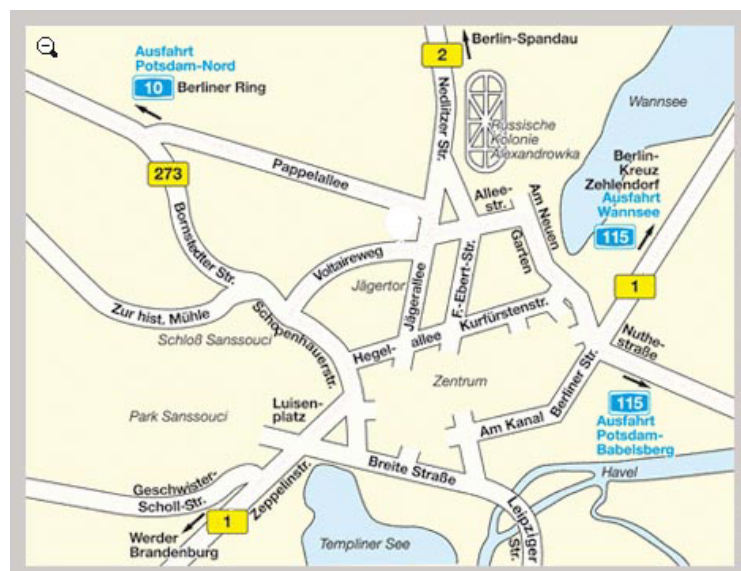 Ausfahrt
Potsdam-Nord
10 Berliner Ring
2
Berlin-Spandau
Nedlitzer Str.
Russische
Kolonie
Alexandrowka
Wannsee
Berlin-
Kreuz
Zehlendorf
Ausfahrt
Wannsee
115
273
Pappelallee
Allee-
str.
Am Neuen
Garten
Bornstedter Str.
Voltaireweg
Jägertor
Jägerallee
F.-Ebert-Str.
1
Zur hist. Mühle
Schloß Sanssouci
Schopenhauerstr.
Hegel-
allee
Kurfürstenstr.
Nuthe-
straße
Zentrum
Berliner Str.
115
Ausfahrt
Potsdam-
Babelsberg
Park Sanssouci
Luisen-
platz
Am Kanal
Breite Straße
Havel
Geschwister-
Scholl-Str.
Zeppelinstr.
1
Leipziger
Str.
Werder
Brandenburg
Templiner See